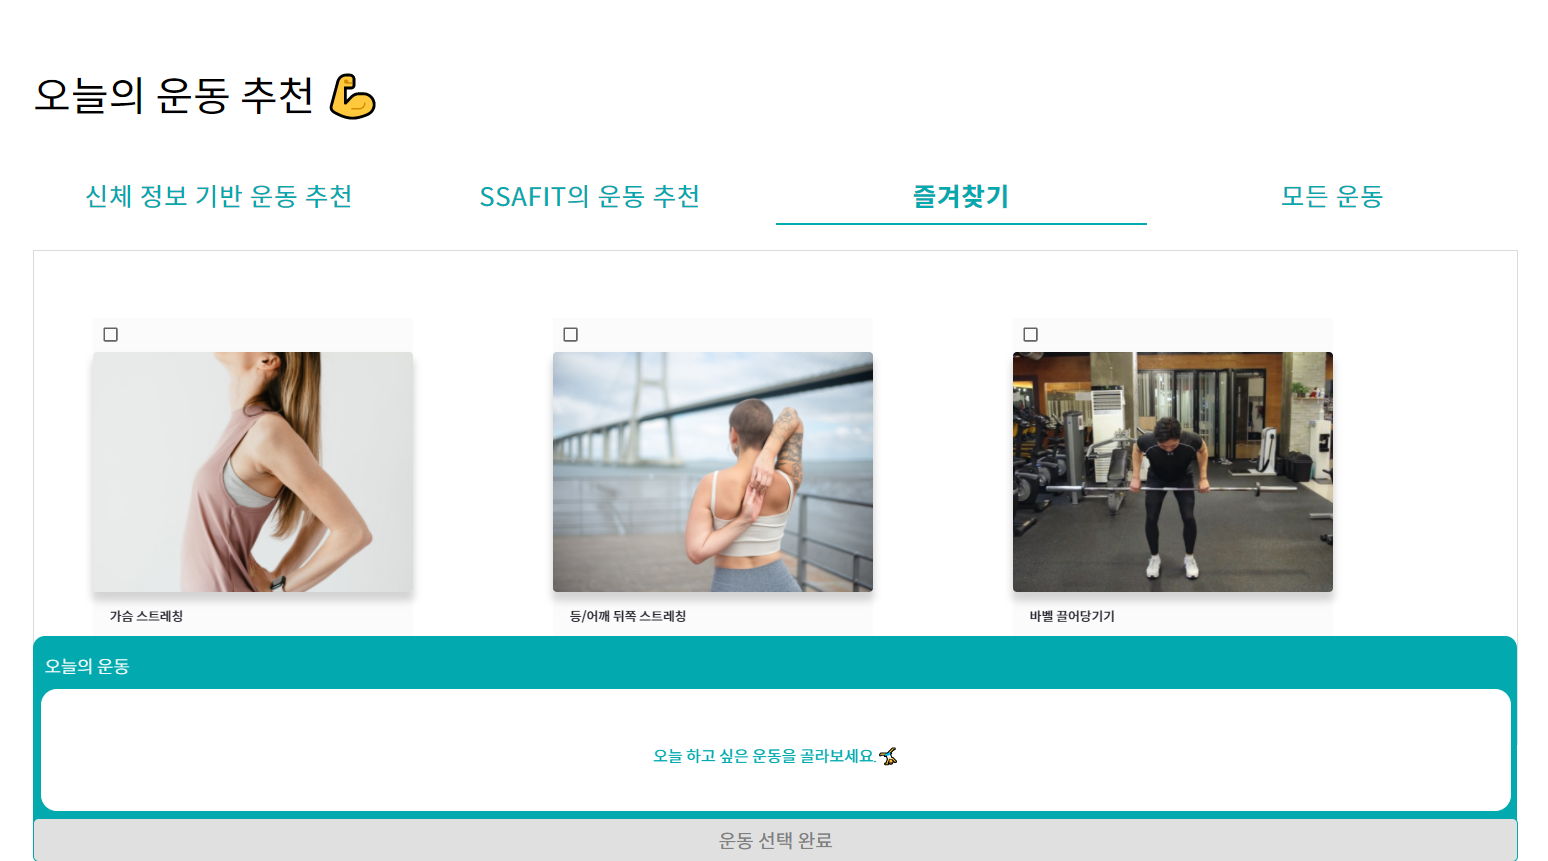 오늘의 운동 추천 💪
신체 정보 기반 운동 추천
SSAFIT의 운동 추천
즐겨찾기
모든 운동
가슴 스트레칭
등/어깨 뒤쪽 스트레칭
바벨 끌어당기기
오늘의 운동
오늘 하고 싶은 운동을 골라보세요.
운동 선택 완료